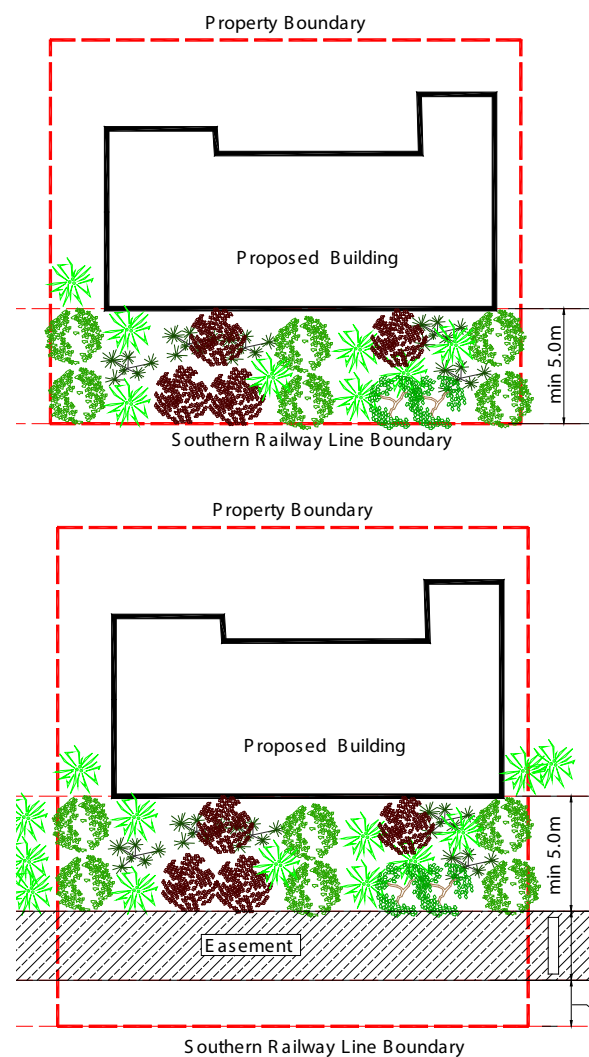 Property Boundary
Proposed Building
min 5.0m
Southern Railway Line Boundary
Property Boundary
Proposed Building
min 5.0m
Easement
Southern Railway Line Boundary